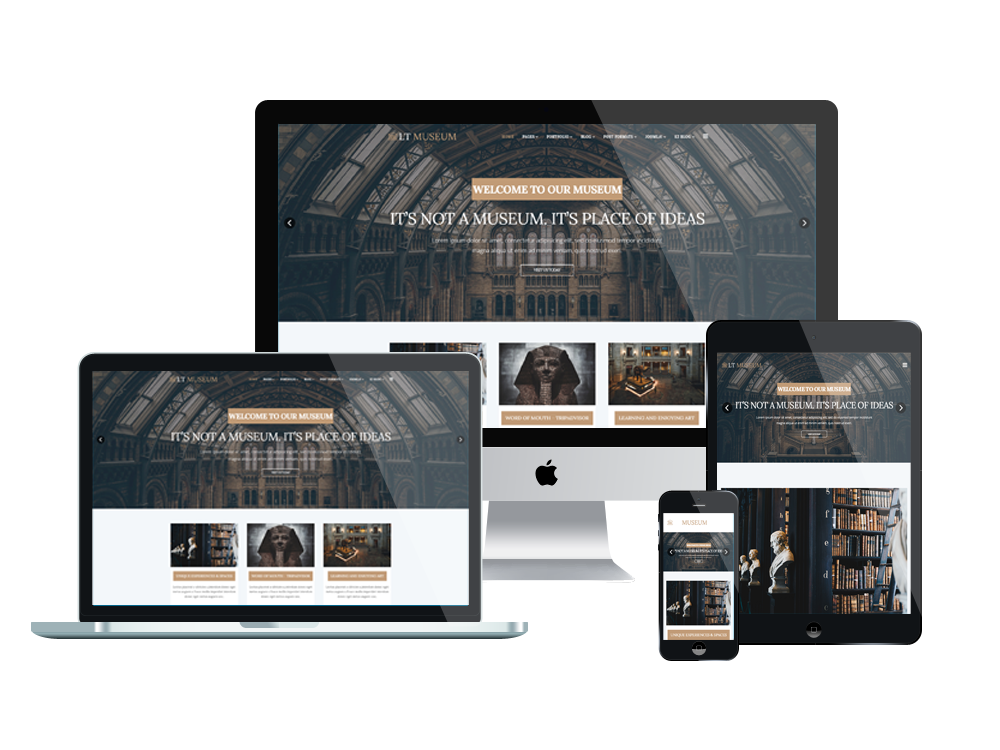 LT MUSEUM
HOME PAGES PORTFOLIO BLOG POST FORMATS JOOMLA! K2 BLOG
WELCOME TO OUR MUSEUM
IT'S NOT A MUSEUM. IT'S PLACE OF IDEAS
Lorem ipsum dolor sit amet, consectetur adipiscing elit, sed do eiusmod tempor incididunt
magna aliqua ut enim ad minim veniam, quis nostrud exer
VISIT US TODAY
WORD OF MOUTH - TRIPADVISOR
LEARNING AND ENJOYING ART
LT MUSEUM
WELCOME TO OUR MUSEUM
IT'S NOT A MUSEUM. IT'S PLACE OF IDEAS
UNIQUE EXPERIENCES & SPACES
WORD OF MOUTH - TRIPADVISOR
LEARNING AND ENJOYING ART
LT MUSEUM
WELCOME TO OUR MUSEUM
IT'S NOT A MUSEUM. IT'S PLACE OF IDEAS
MUSEUM
UNIQUE EXPERIENCES & SPACES